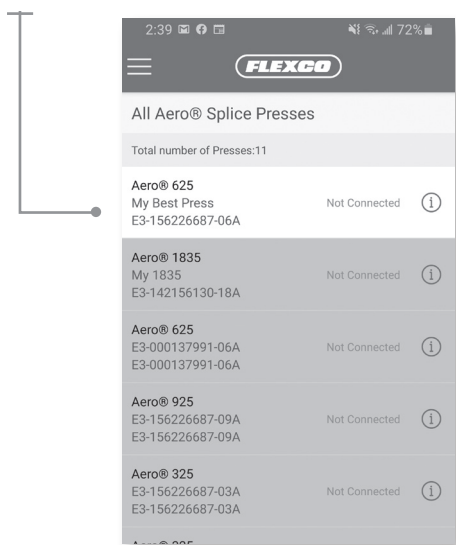 2:39 72%
FLEXCO
All Aero® Splice Presses
Total number of Presses:11
Aero® 625
My Best Press Not Connected
E3-156226687-06A
Aero® 1835
My 1835 Not Connected
E3-142156130-18A
Aero® 625
E3-000137991-06A Not Connected
E3-000137991-06A
Aero® 925
E3-156226687-09A Not Connected
E3-156226687-09A
Aero® 325
E3-156226687-03A Not Connected
E3-156226687-03A